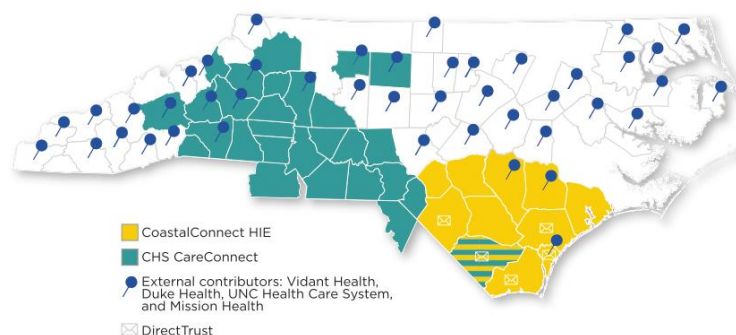 CoastalConnect HIE
CHS CareConnect
External contributors: Vidant Health,
Duke Health, UNC Health Care System,
and Mission Health
DirectTrust